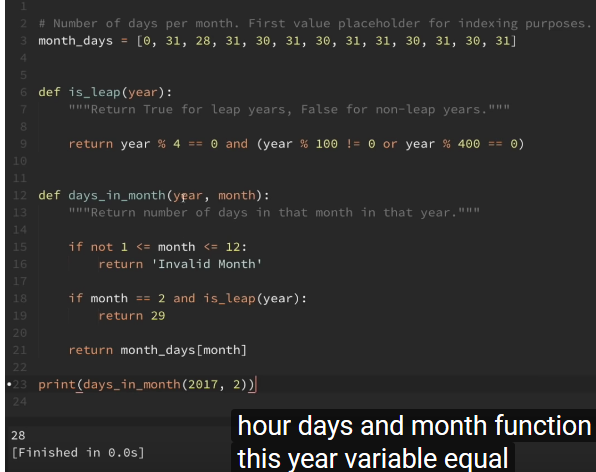 1
2 # Number of days per month. First value placeholder for indexing purposes.
3 month_days = [0, 31, 28, 31, 30, 31, 30, 31, 31, 30, 31, 30, 31]
4
5
6 def is_leap(year):
7 """Return True for leap years, False for non-leap years."""
8
9 return year % 4 == 0 and (year % 100 != 0 or year % 400 == 0)
10
11
12 def days_in_month(year, month):
13 """Return number of days in that month in that year."""
14
15 if not 1 <= month <= 12:
16 return 'Invalid Month'
17
18 if month == 2 and is_leap(year):
19 return 29
20
21 return month_days[month]
22
23 print(days_in_month(2017, 2))
24
28
[Finished in 0.0s]
hour days and month function
this year variable equal